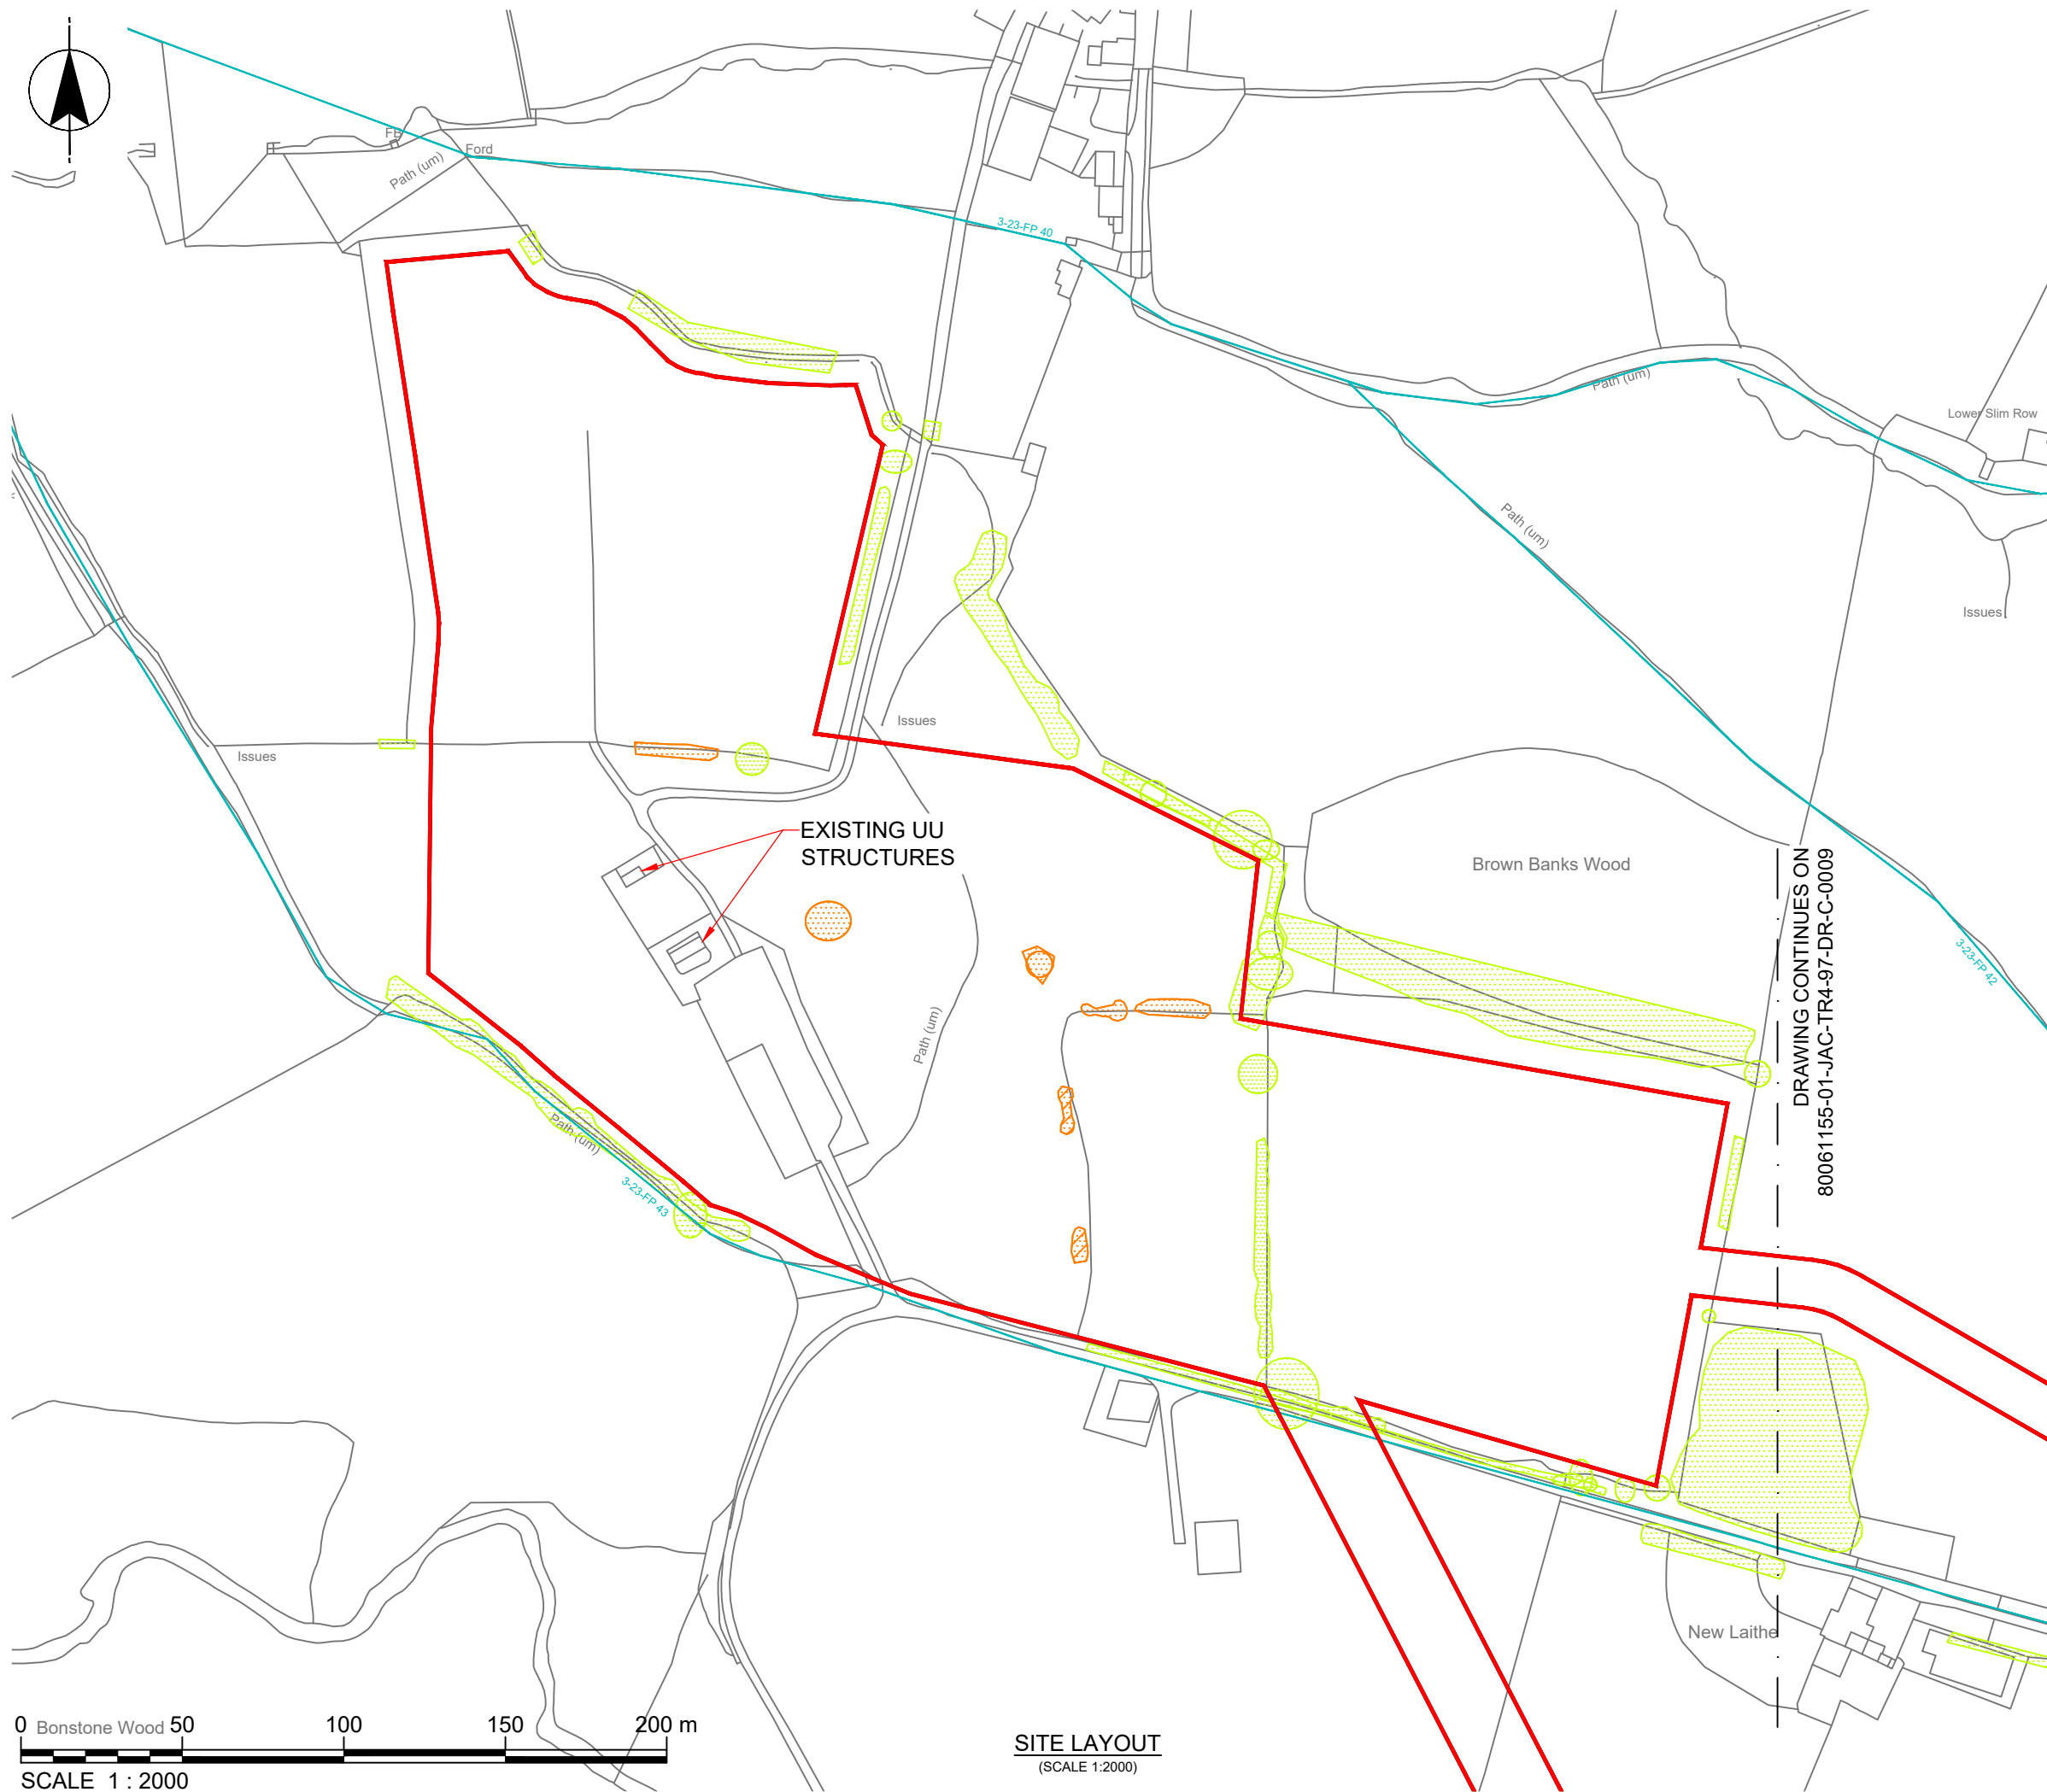 FB
Ford
Path (um)
3-23-FP 40
Path (um)
Lower Slim Row
Path (um)
Issues
Issues
Issues
EXISTING UU
STRUCTURES
Brown Banks Wood
DRAWING CONTINUES ON
80061155-01-JAC-TR4-97-DR-C-0009
3-23-FP 42
Path (um)
Path (um)
3-23-FP 43
New Laithe
0 Bonstone Wood 50 100 150 200 m
SCALE 1 : 2000
SITE LAYOUT
(SCALE 1:2000)